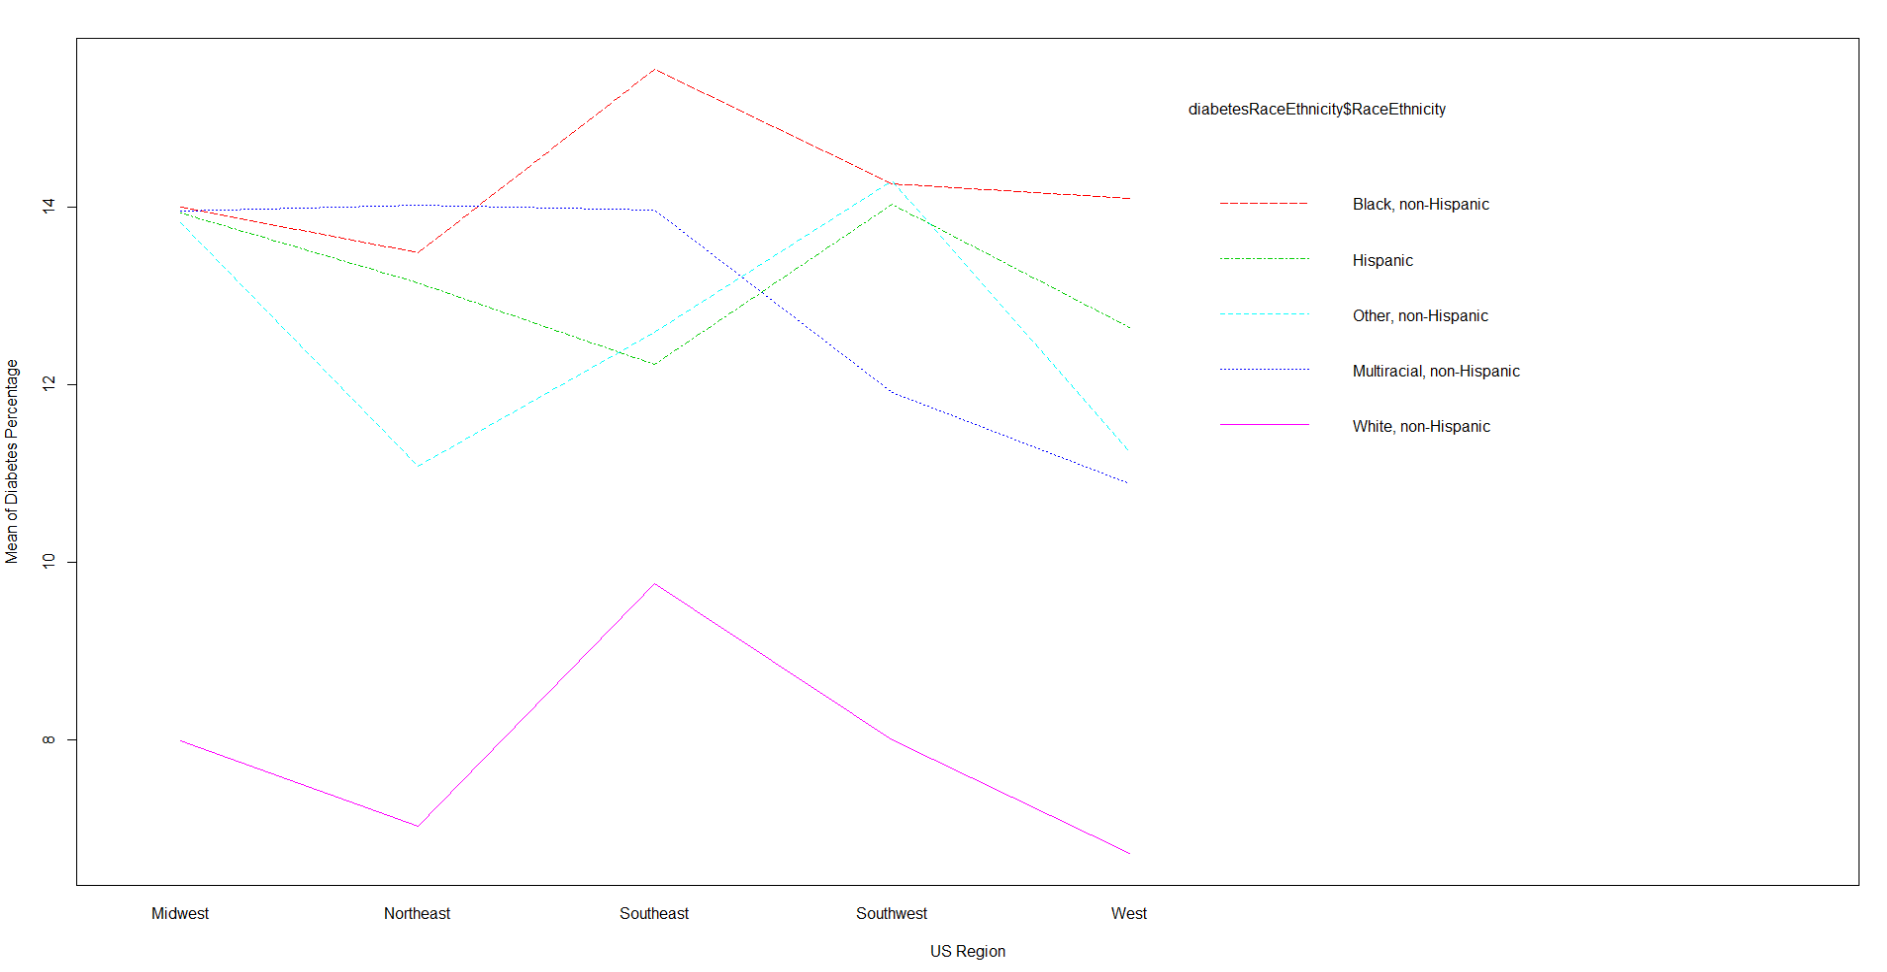 diabetesRaceEthnicity$RaceEthnicity
Black, non-Hispanic
Hispanic
Other, non-Hispanic
Multiracial, non-Hispanic
White, non-Hispanic
Mean of Diabetes Percentage
14
12
10
8
Midwest Northeast Southeast Southwest West
US Region